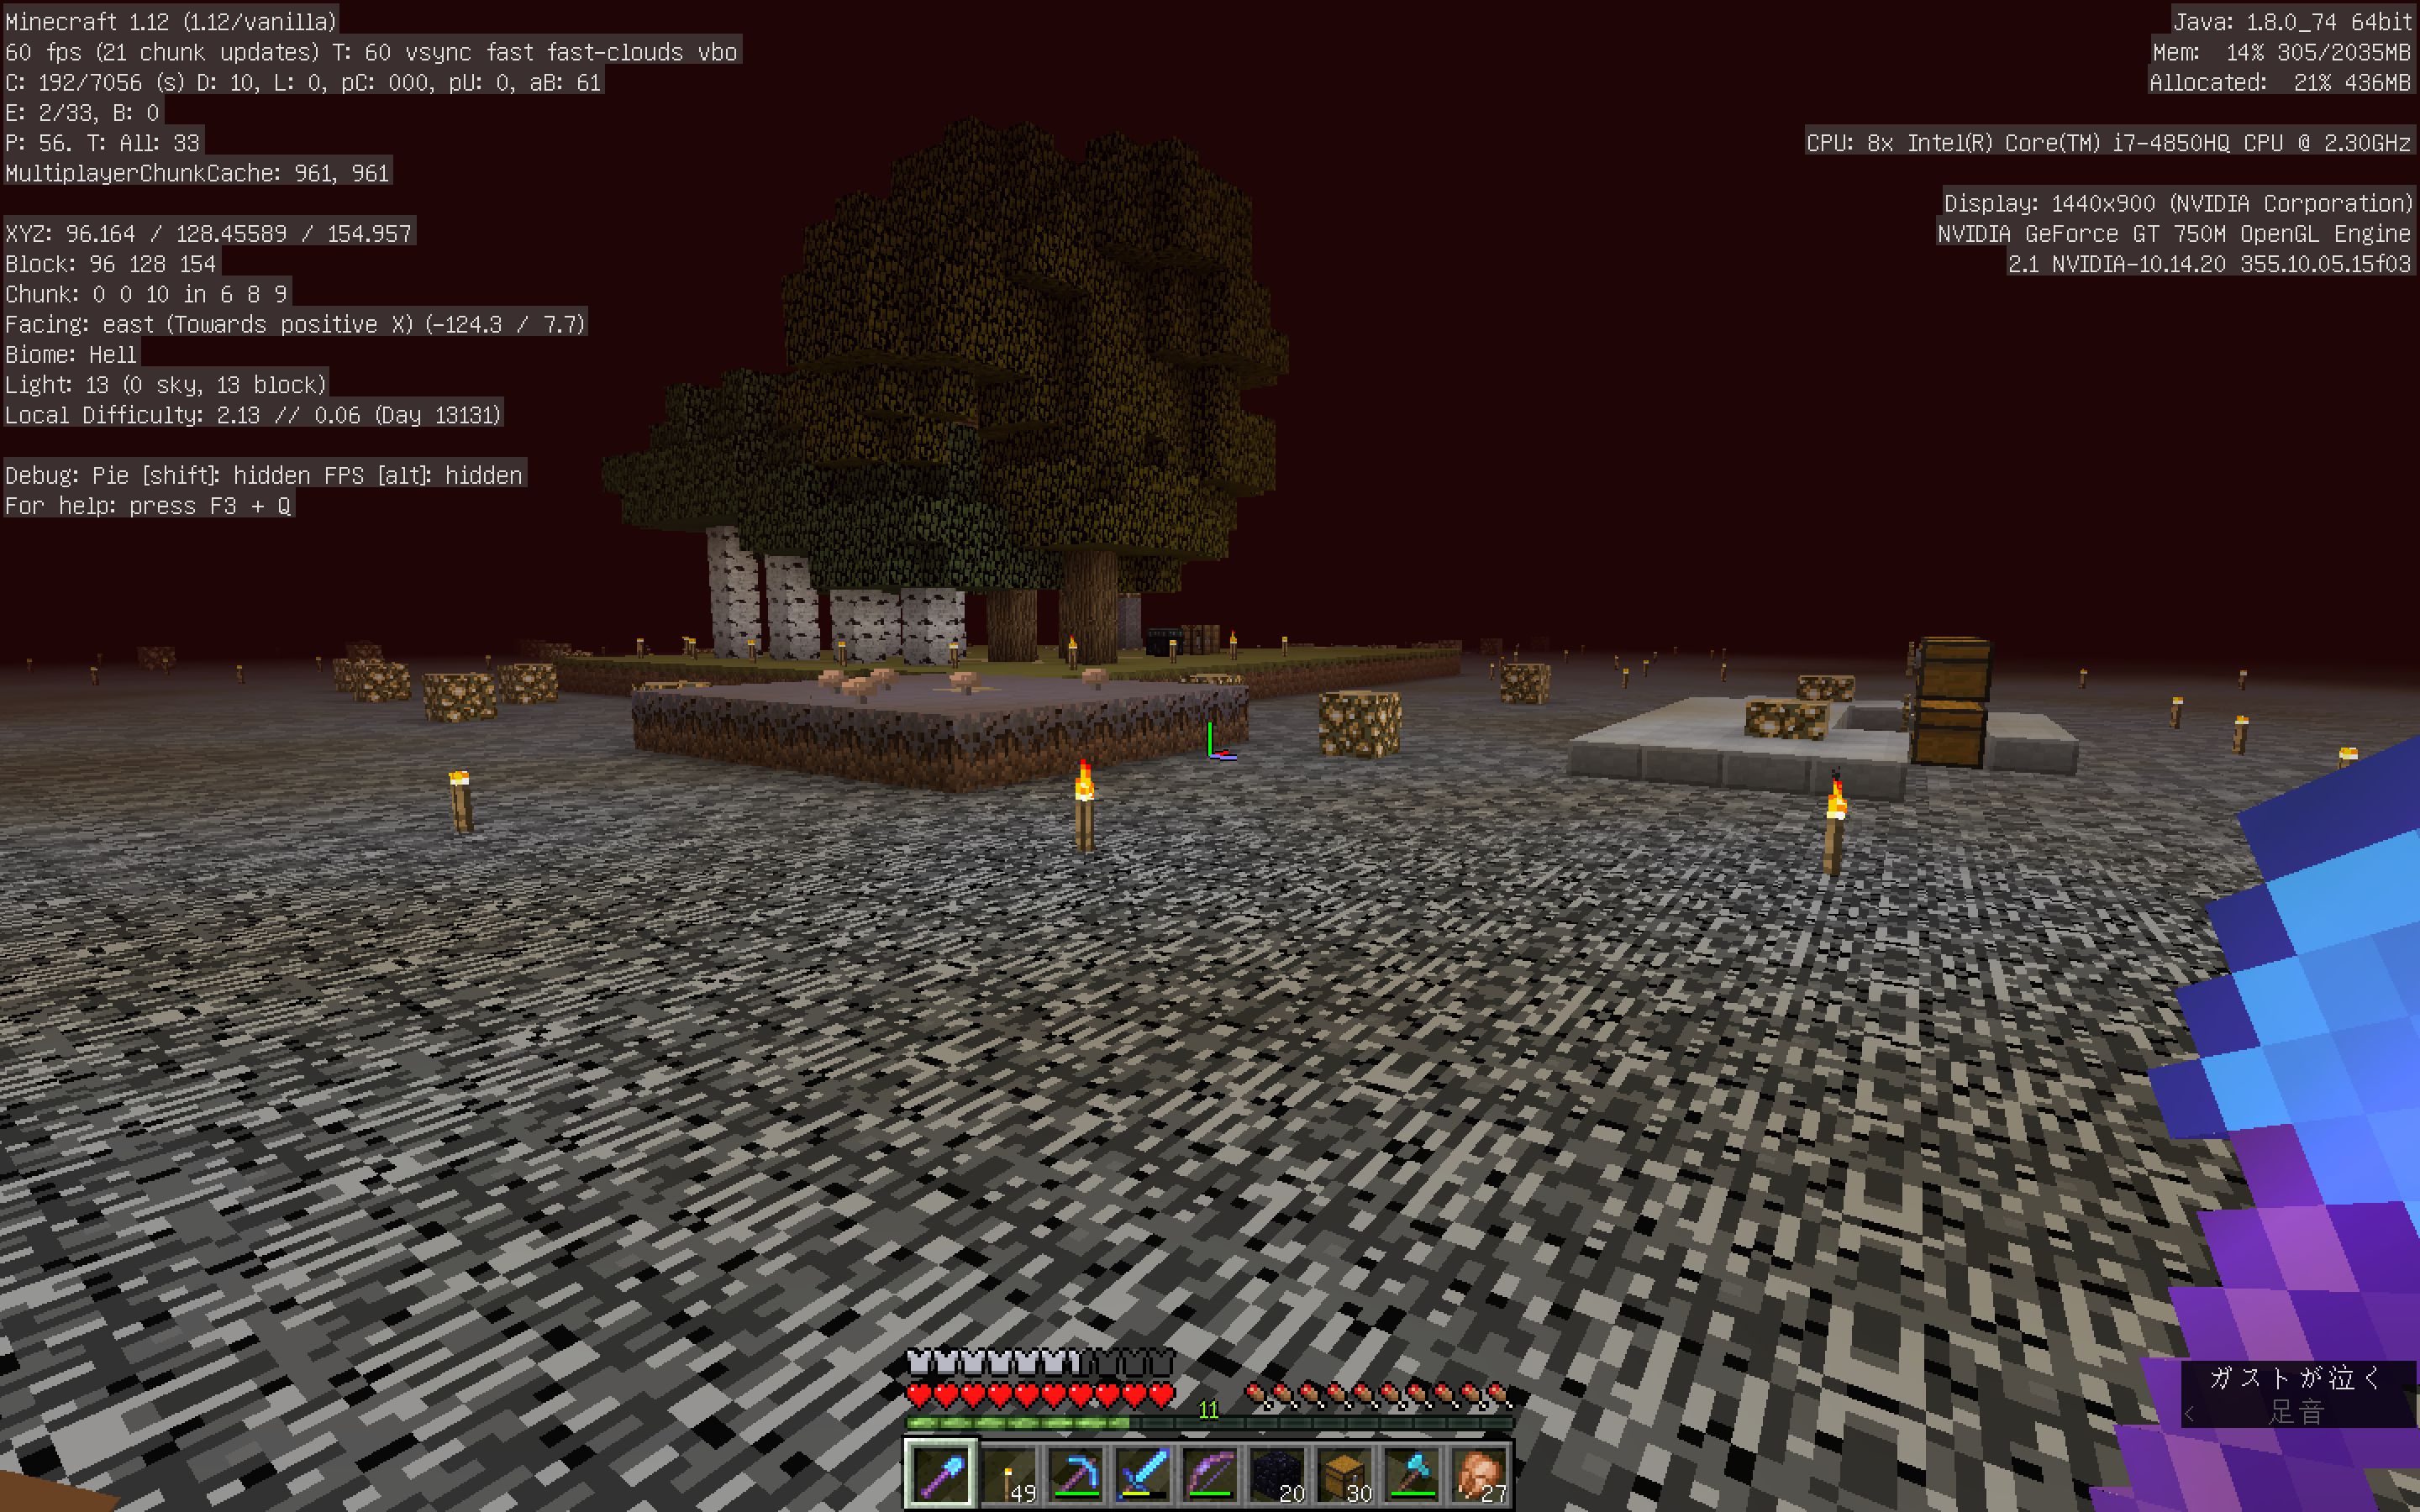 Minecraft 1.12 (1.12/vanilla)
60 fps (21 chunk updates) T: 60 vsync fast fast-clouds vbo
C: 192/7056 (s) D: 10, L: 0, pC: 000, pU: 0, aB: 61
E: 2/33, B: 0
P: 56. T: All: 33
MultiplayerChunkCache: 961, 961
XYZ: 96.164 / 128.45589 / 154.957
Block: 96 128 154
Chunk: 0 0 10 in 6 8 9
Facing: east (Towards positive X) (-124.3 / 7.7)
Biome: Hell
Light: 13 (0 sky, 13 block)
Local Difficulty: 2.13 // 0.06 (Day 13131)
Debug: Pie [shift]: hidden FPS [alt]: hidden
For help: press F3 + Q
Java: 1.8.0_74 64bit
Mem: 14% 305/2035MB
Allocated: 21% 436MB
CPU: 8x Intel(R) Core(TM) i7-4850HQ CPU @ 2.30GHz
Display: 1440x900 (NVIDIA Corporation)
NVIDIA GeForce GT 750M OpenGL Engine
2.1 NVIDIA-10.14.20 355.10.05.15f03
ガストが泣く
< 足音
11
49 20 30 27